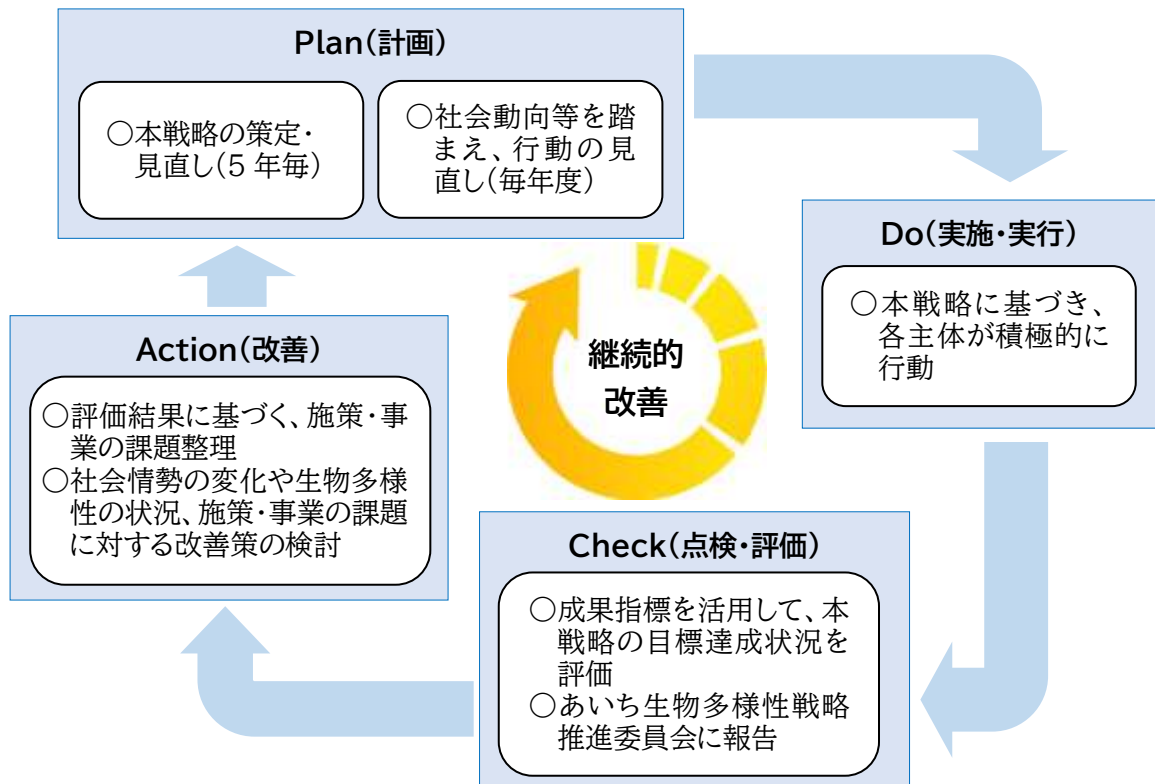 Plan(計画)
○本戦略の策定・
見直し(5 年毎)
○社会動向等を踏
まえ、行動の見
直し(毎年度)
Do(実施・実行)
○本戦略に基づき、
各主体が積極的に
行動
継続的
改善
Check(点検・評価)
○成果指標を活用して、本
戦略の目標達成状況を
評価
○あいち生物多様性戦略
推進委員会に報告
Action(改善)
○評価結果に基づく、施策・事
業の課題整理
○社会情勢の変化や生物多様
性の状況、施策・事業の課題
に対する改善策の検討